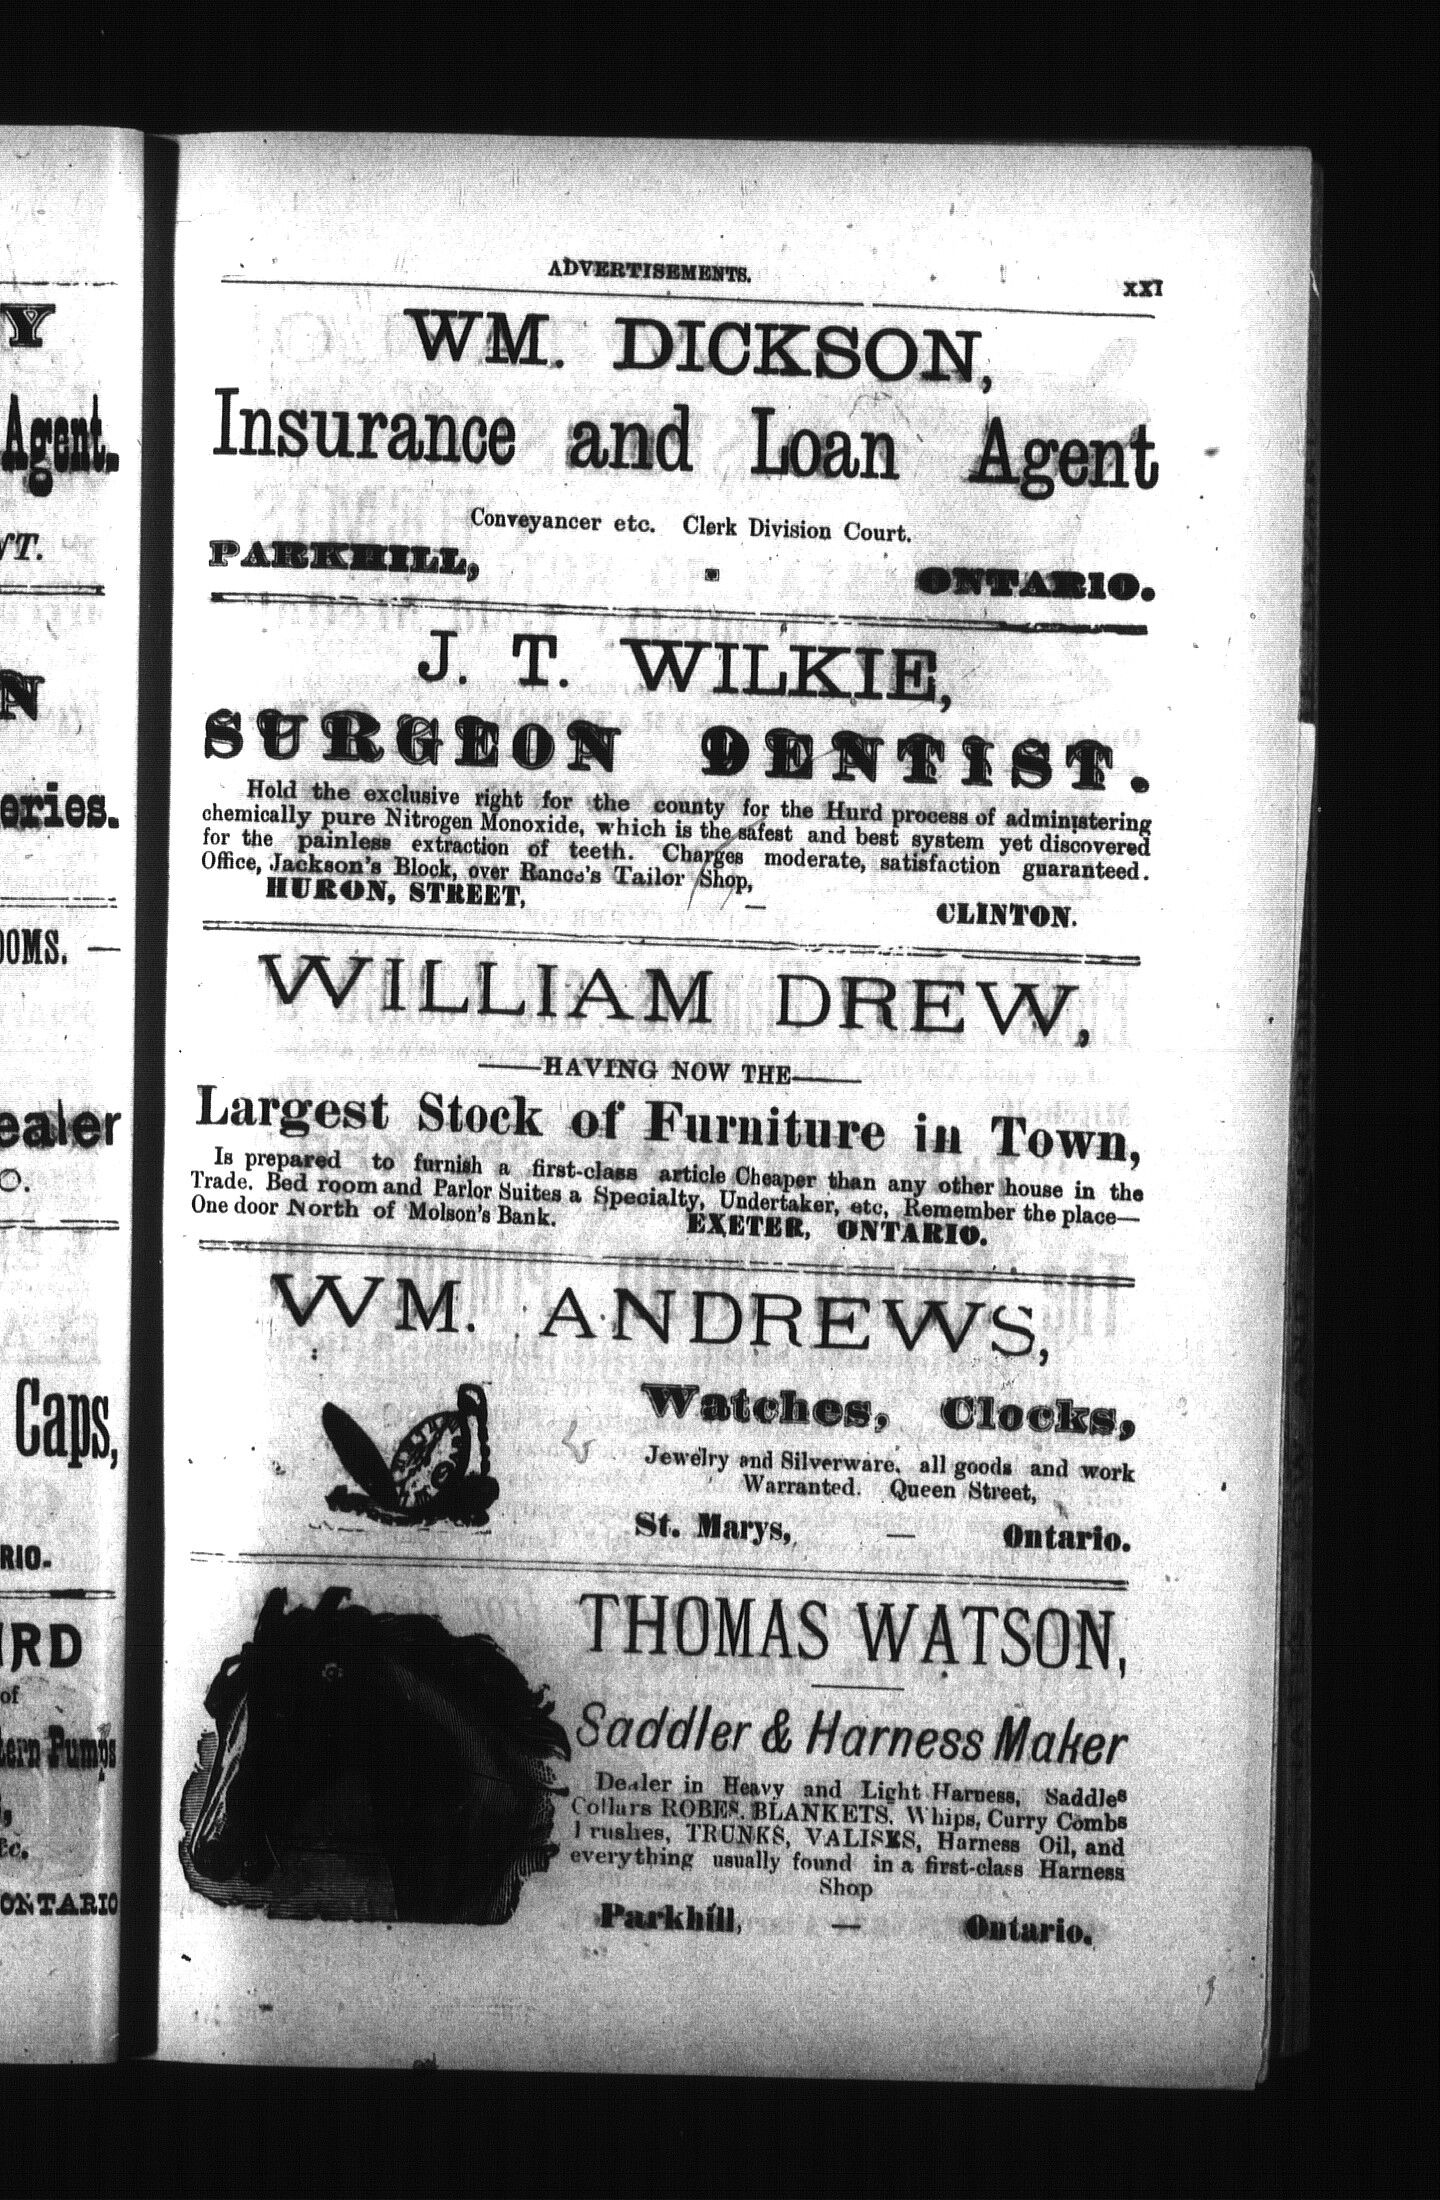 Y
Agent.
T.
N
eries.
OOMS. —
ealer
O.
Caps,
RIO.
IRD
of
tern Pumps
&c.
ONTARIO
ADVERTISEMENTS.
xxi
WM. DICKSON,
Insurance and Loan Agent
Conveyancer etc. Clerk Division Court.
PARKHILL, - ONTARIO.
J. T. WILKIE,
SURGEON DENTIST.
Hold the exclusive right for the county for the Hurd process of administering
chemically pure Nitrogen Monoxide, which is the safest and best system yet discovered
for the painless extraction of teeth. Charges moderate, satisfaction guaranteed.
Office, Jackson's Block, over Rance's Tailor Shop,
HURON, STREET, — CLINTON.
WILLIAM DREW,
——HAVING NOW THE——
Largest Stock of Furniture in Town,
Is prepared to furnish a first-class article Cheaper than any other house in the
Trade. Bed room and Parlor Suites a Specialty, Undertaker, etc, Remember the place—
One door North of Molson's Bank. EXETER, ONTARIO.
WM. ANDREWS,
Watches, Clocks,
Jewelry and Silverware, all goods and work
Warranted. Queen Street,
St. Marys, — Ontario.
THOMAS WATSON,
Saddler & Harness Maker
Dealer in Heavy and Light Harness, Saddles
Collars ROBES, BLANKETS, Whips, Curry Combs
Brushes, TRUNKS, VALISES, Harness Oil, and
everything usually found in a first-class Harness
Shop
Parkhill, — Ontario.